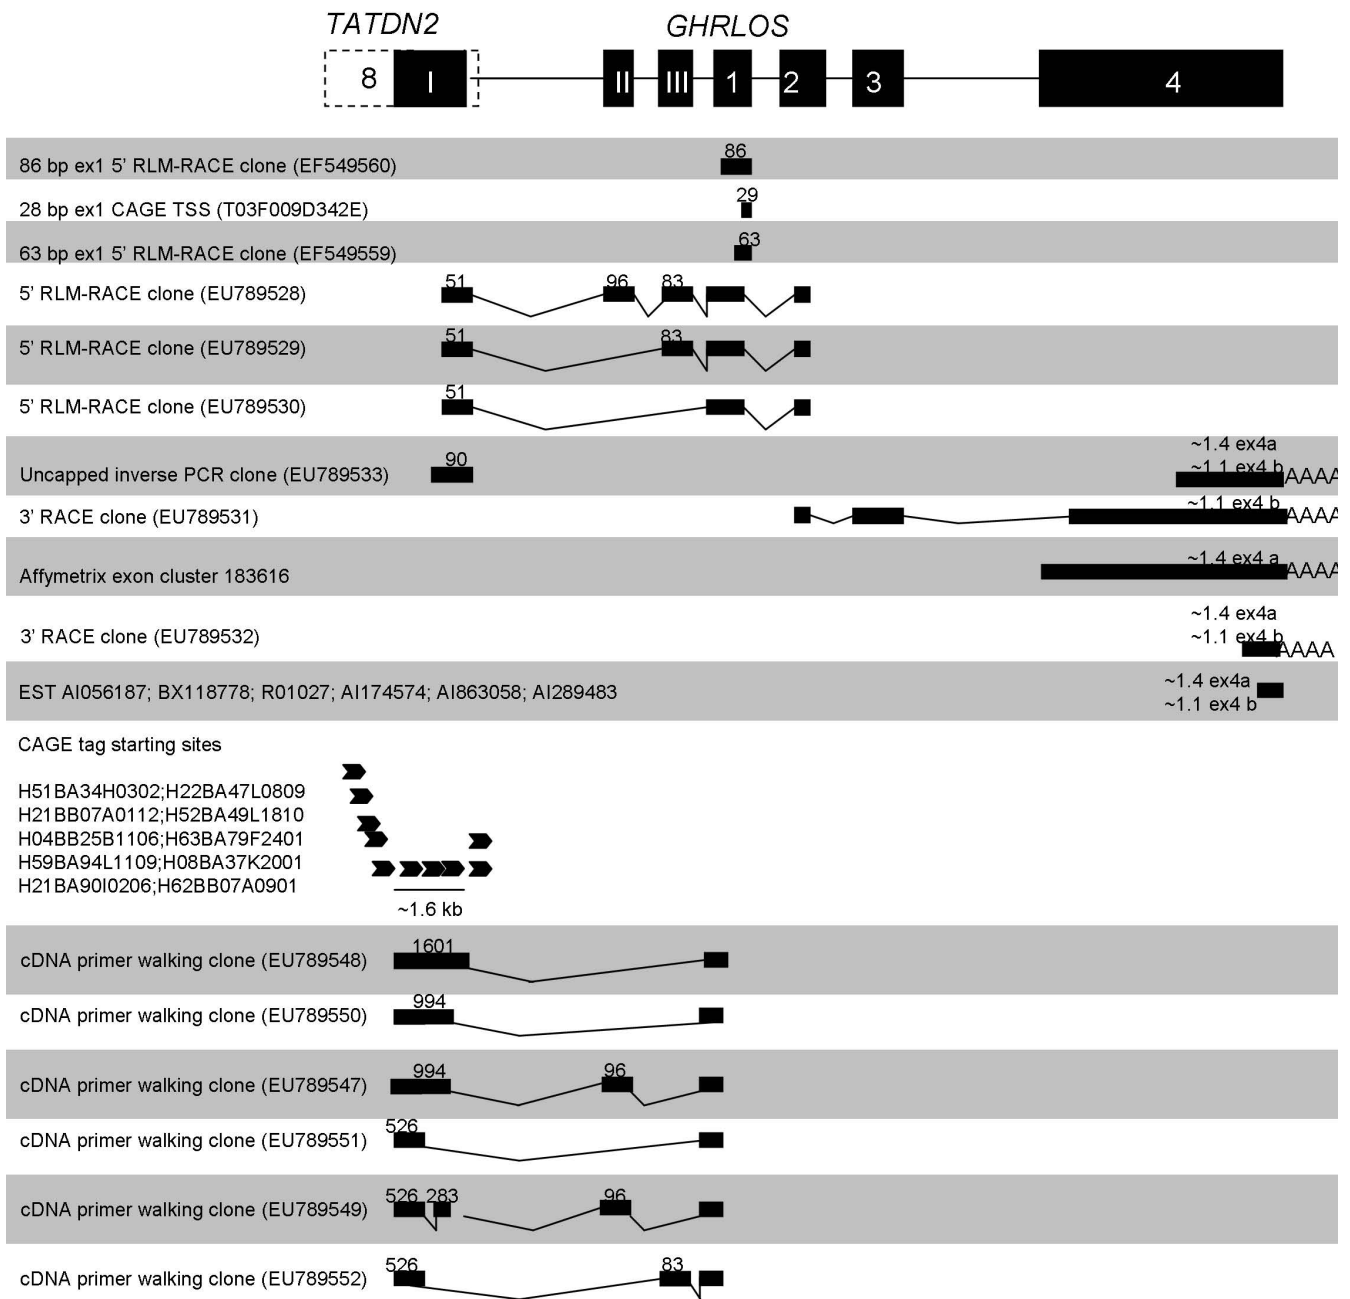 TATDN2 GHRLOS
8 I II III 1 2 3 4
86
86 bp ex1 5’ RLM-RACE clone (EF549560)
29
28 bp ex1 CAGE TSS (T03F009D342E)
63
63 bp ex1 5’ RLM-RACE clone (EF549559)
51 96 83
5’ RLM-RACE clone (EU789528)
51 83
5’ RLM-RACE clone (EU789529)
51
5’ RLM-RACE clone (EU789530)
~1.4 ex4a
90 ~1.1 ex4 b
Uncapped inverse PCR clone (EU789533) AAAA
~1.1 ex4 b
3’ RACE clone (EU789531) AAAA
~1.4 ex4 a
Affymetrix exon cluster 183616 AAAA
~1.4 ex4a
3’ RACE clone (EU789532) ~1.1 ex4 b
AAAA
~1.4 ex4a
EST AI056187; BX118778; R01027; AI174574; AI863058; AI289483
~1.1 ex4 b
CAGE tag starting sites
H51BA34H0302;H22BA47L0809
H21BB07A0112;H52BA49L1810
H04BB25B1106;H63BA79F2401
H59BA94L1109;H08BA37K2001
H21BA90I0206;H62BB07A0901
~1.6 kb
1601
cDNA primer walking clone (EU789548)
994
cDNA primer walking clone (EU789550)
994 96
cDNA primer walking clone (EU789547)
526
cDNA primer walking clone (EU789551)
526 283 96
cDNA primer walking clone (EU789549)
526 83
cDNA primer walking clone (EU789552)